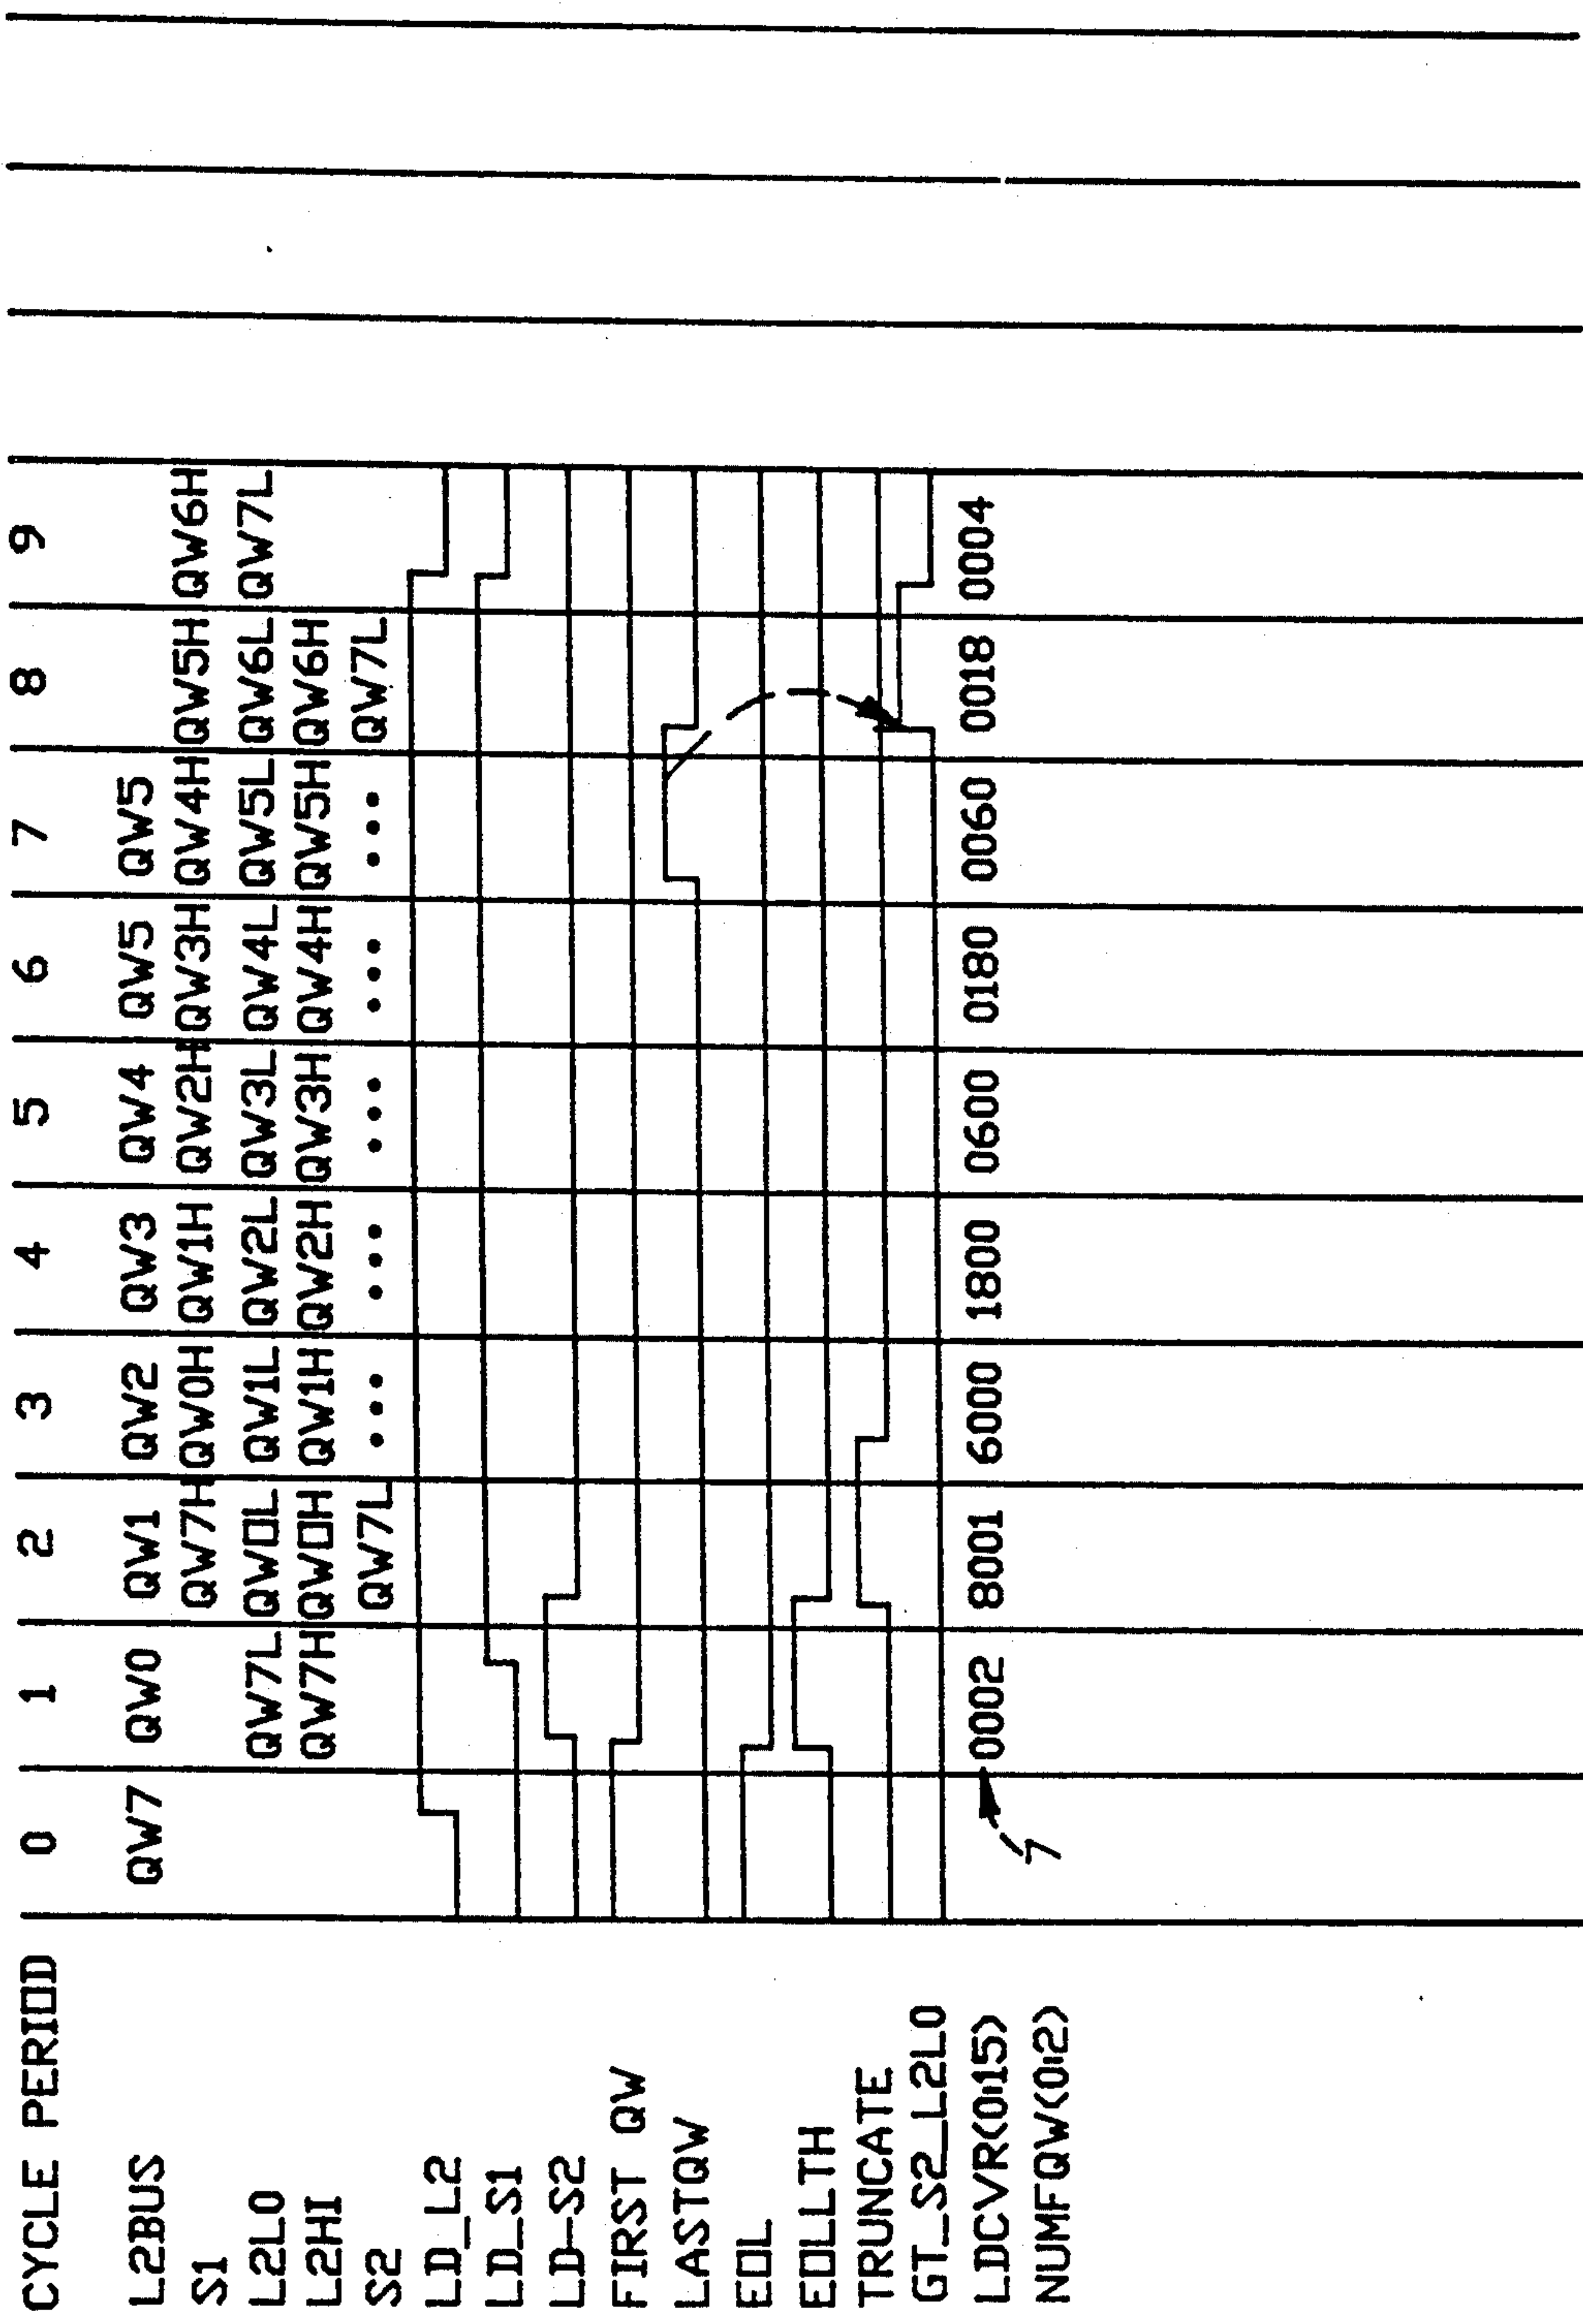 CYCLE PERIOD 0 1 2 3 4 5 6 7 8 9
L2BUS QW7 QW0 QW1 QW2 QW3 QW4 QW5 QW5
S1 QW7H QW0H QW1H QW2H QW3H QW4H QW5H QW6H
L2LO QW7L QW0L QW1L QW2L QW3L QW4L QW5L QW6L QW7L
L2HI QW7H QW0H QW1H QW2H QW3H QW4H QW5H QW6H
S2 QW7L ... ... ... ... ... QW7L
LD_L2
LD_S1
LD-S2
FIRST QW
LASTQW
EOL
EOLLTH
TRUNCATE
GT_S2_L2LO
LDCVR(0:15) 0002 8001 6000 1800 0600 0180 0060 0018 0004
NUMFQW(0:2) 7